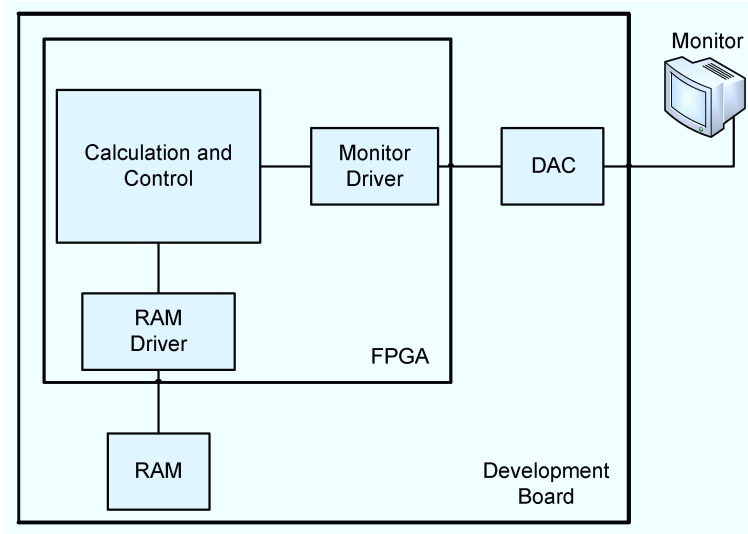 Monitor
Calculation and
Control
Monitor
Driver
DAC
RAM
Driver
FPGA
RAM
Development
Board